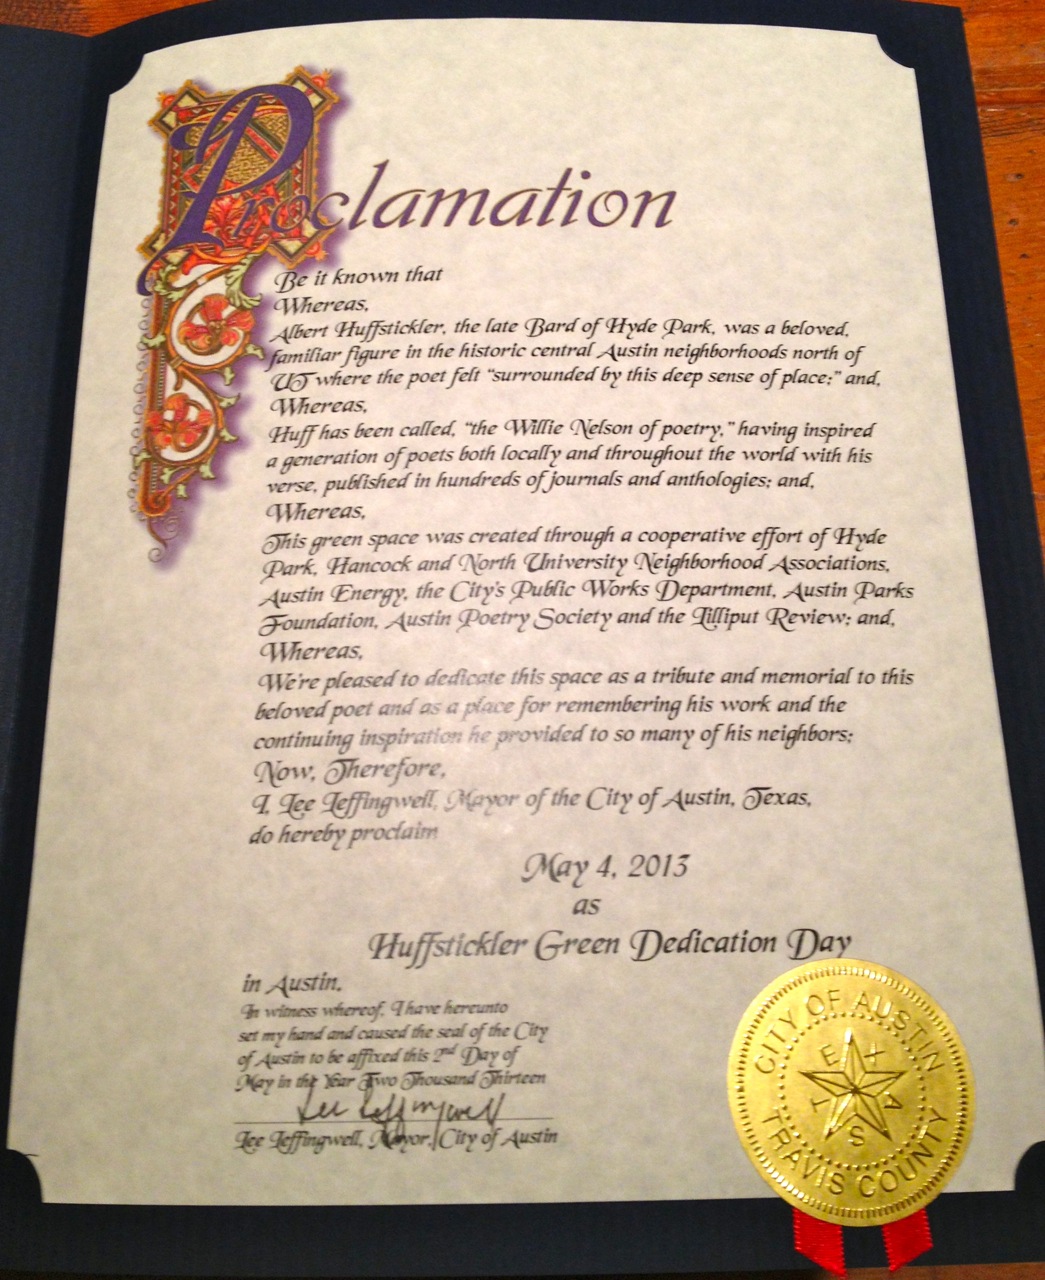 Proclamation
Be it known that
Whereas,
Albert Huffstickler, the late Bard of Hyde Park, was a beloved,
familiar figure in the historic central Austin neighborhoods north of
UT where the poet felt "surrounded by this deep sense of place;" and,
Whereas,
Huff has been called, "the Willie Nelson of poetry," having inspired
a generation of poets both locally and throughout the world with his
verse, published in hundreds of journals and anthologies; and,
Whereas,
This green space was created through a cooperative effort of Hyde
Park, Hancock and North University Neighborhood Associations,
Austin Energy, the City's Public Works Department, Austin Parks
Foundation, Austin Poetry Society and the Lilliput Review; and,
Whereas,
We're pleased to dedicate this space as a tribute and memorial to this
beloved poet and as a place for remembering his work and the
continuing inspiration he provided to so many of his neighbors;
Now, Therefore,
I, Lee Leffingwell, Mayor of the City of Austin, Texas,
do hereby proclaim
May 4, 2013
as
Huffstickler Green Dedication Day
in Austin.
In witness whereof, I have hereunto
set my hand and caused the seal of the City
of Austin to be affixed this 2nd Day of
May in the Year Two Thousand Thirteen
Lee Leffingwell
Lee Leffingwell, Mayor, City of Austin
CITY OF AUSTIN
TEXAS
TRAVIS COUNTY